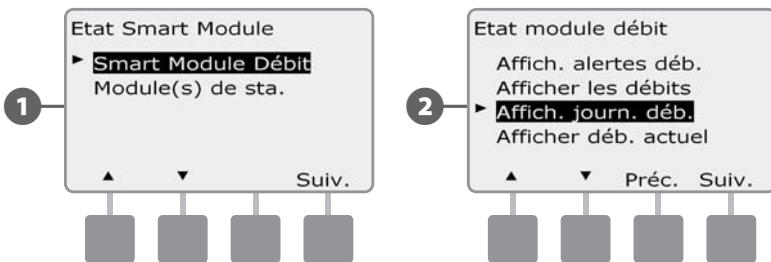 1
Etat Smart Module
► Smart Module Débit
Module(s) de sta.
▲ ▼ Suiv.
2
Etat module débit
Affich. alertes déb.
Afficher les débits
► Affich. journ. déb.
Afficher déb. actuel
▲ ▼ Préc. Suiv.